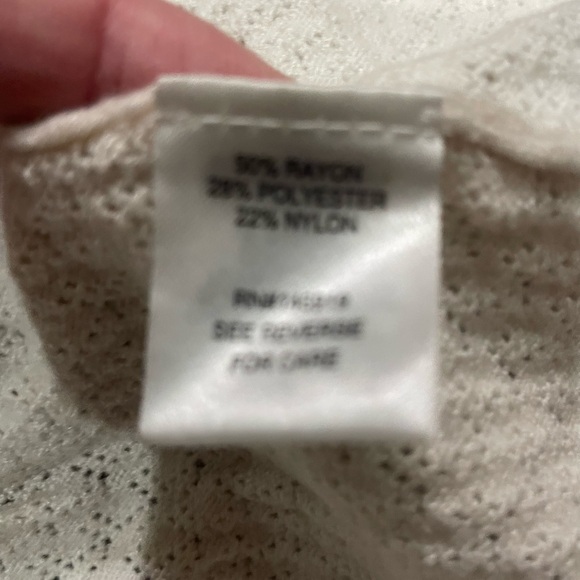 50% RAYON
28% POLYESTER
22% NYLON
SEE REVERSE
FOR CARE